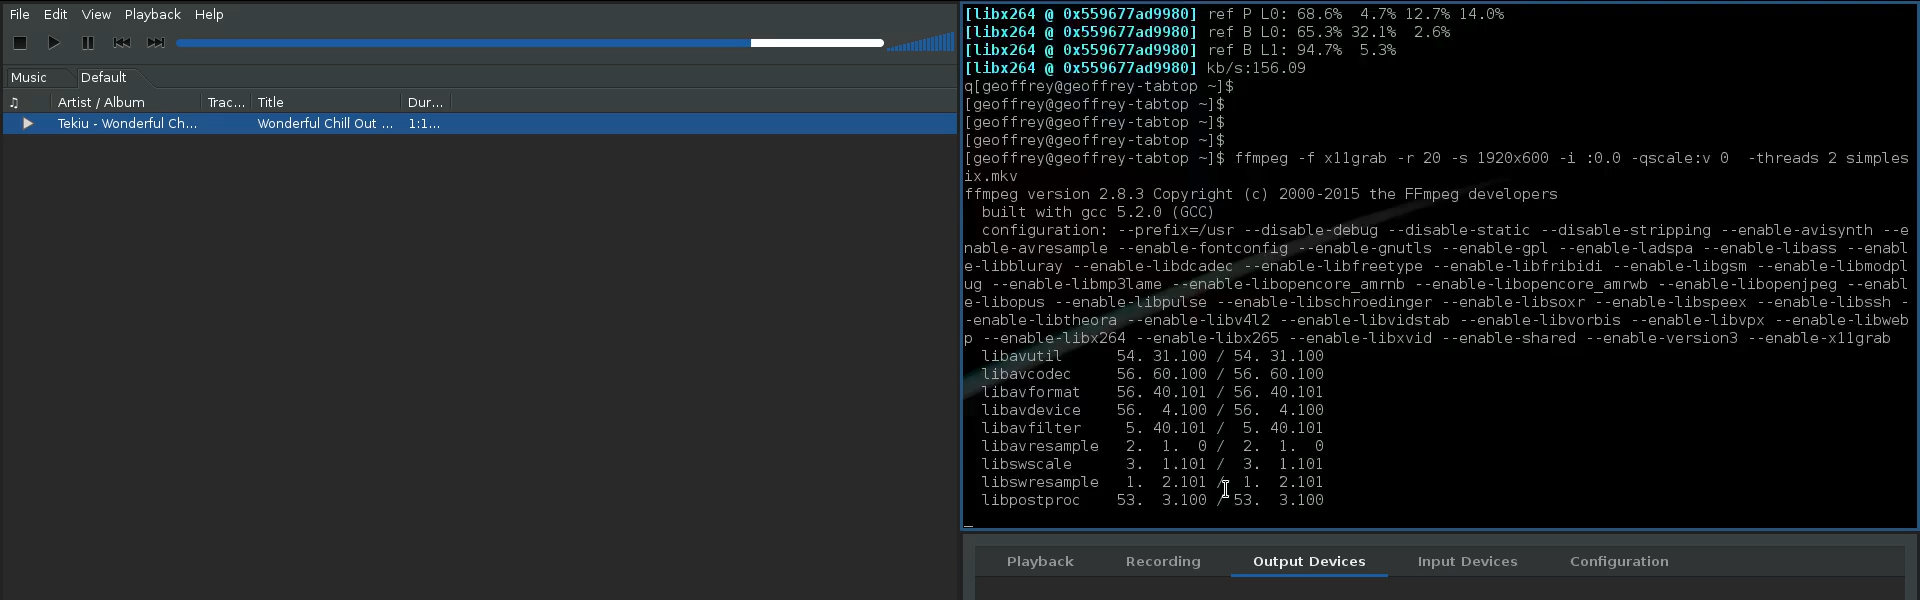 File Edit View Playback Help
Music Default
♫ Artist / Album Trac... Title Dur...
Tekiu - Wonderful Ch... Wonderful Chill Out ... 1:1...
[libx264 @ 0x559677ad9980] ref P L0: 68.6%  4.7% 12.7% 14.0%
[libx264 @ 0x559677ad9980] ref B L0: 65.3% 32.1%  2.6%
[libx264 @ 0x559677ad9980] ref B L1: 94.7%  5.3%
[libx264 @ 0x559677ad9980] kb/s:156.09
q[geoffrey@geoffrey-tabtop ~]$
[geoffrey@geoffrey-tabtop ~]$
[geoffrey@geoffrey-tabtop ~]$
[geoffrey@geoffrey-tabtop ~]$
[geoffrey@geoffrey-tabtop ~]$ ffmpeg -f x11grab -r 20 -s 1920x600 -i :0.0 -qscale:v 0  -threads 2 simples
ix.mkv
ffmpeg version 2.8.3 Copyright (c) 2000-2015 the FFmpeg developers
  built with gcc 5.2.0 (GCC)
  configuration: --prefix=/usr --disable-debug --disable-static --disable-stripping --enable-avisynth --e
nable-avresample --enable-fontconfig --enable-gnutls --enable-gpl --enable-ladspa --enable-libass --enabl
e-libbluray --enable-libdcadec --enable-libfreetype --enable-libfribidi --enable-libgsm --enable-libmodpl
ug --enable-libmp3lame --enable-libopencore_amrnb --enable-libopencore_amrwb --enable-libopenjpeg --enabl
e-libopus --enable-libpulse --enable-libschroedinger --enable-libsoxr --enable-libspeex --enable-libssh -
-enable-libtheora --enable-libv4l2 --enable-libvidstab --enable-libvorbis --enable-libvpx --enable-libweb
p --enable-libx264 --enable-libx265 --enable-libxvid --enable-shared --enable-version3 --enable-x11grab
  libavutil      54. 31.100 / 54. 31.100
  libavcodec     56. 60.100 / 56. 60.100
  libavformat    56. 40.101 / 56. 40.101
  libavdevice    56.  4.100 / 56.  4.100
  libavfilter     5. 40.101 /  5. 40.101
  libavresample   2.  1.  0 /  2.  1.  0
  libswscale      3.  1.101 /  3.  1.101
  libswresample   1.  2.101 /  1.  2.101
  libpostproc    53.  3.100 / 53.  3.100
Playback Recording Output Devices Input Devices Configuration